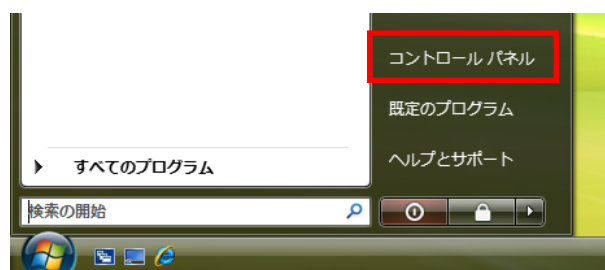 コントロール パネル
既定のプログラム
ヘルプとサポート
すべてのプログラム
検索の開始